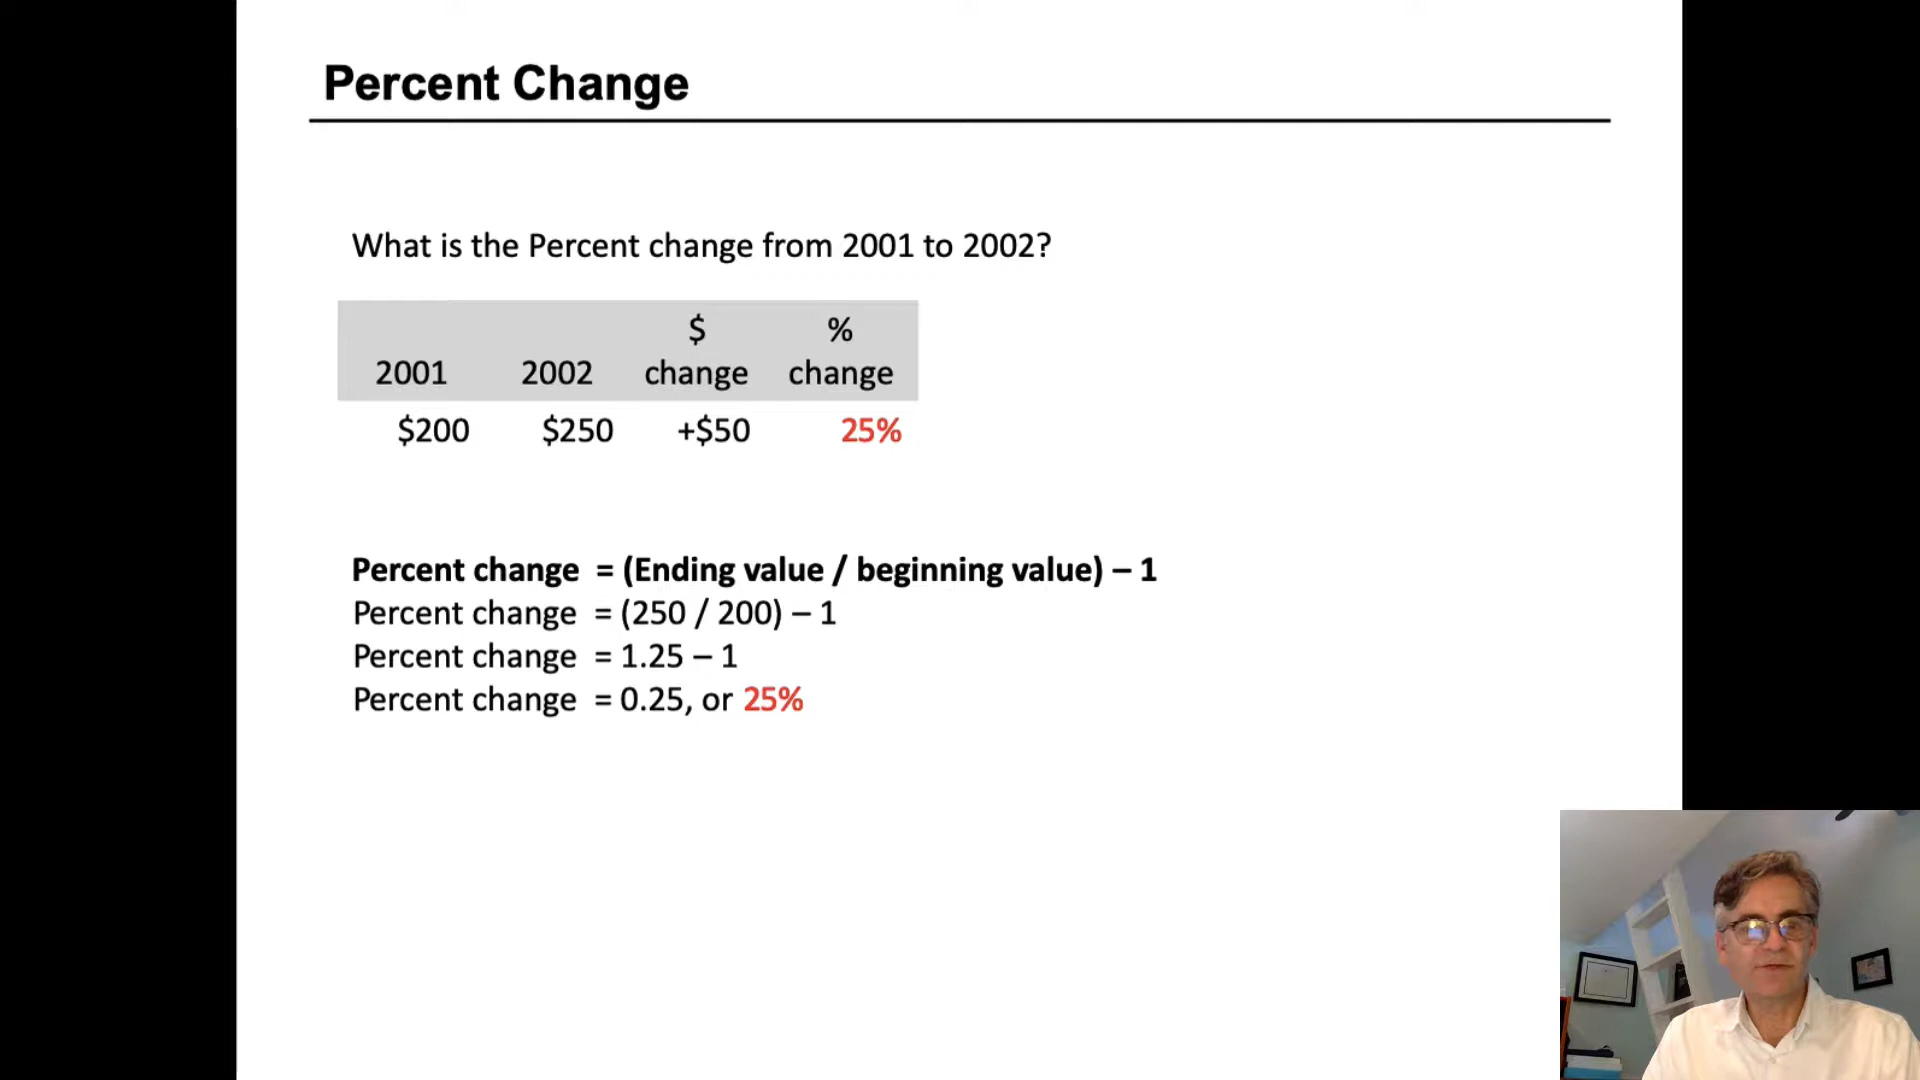 Percent Change
What is the Percent change from 2001 to 2002?
$ %
2001 2002 change change
$200 $250 +$50 25%
Percent change = (Ending value / beginning value) – 1
Percent change = (250 / 200) – 1
Percent change = 1.25 – 1
Percent change = 0.25, or 25%